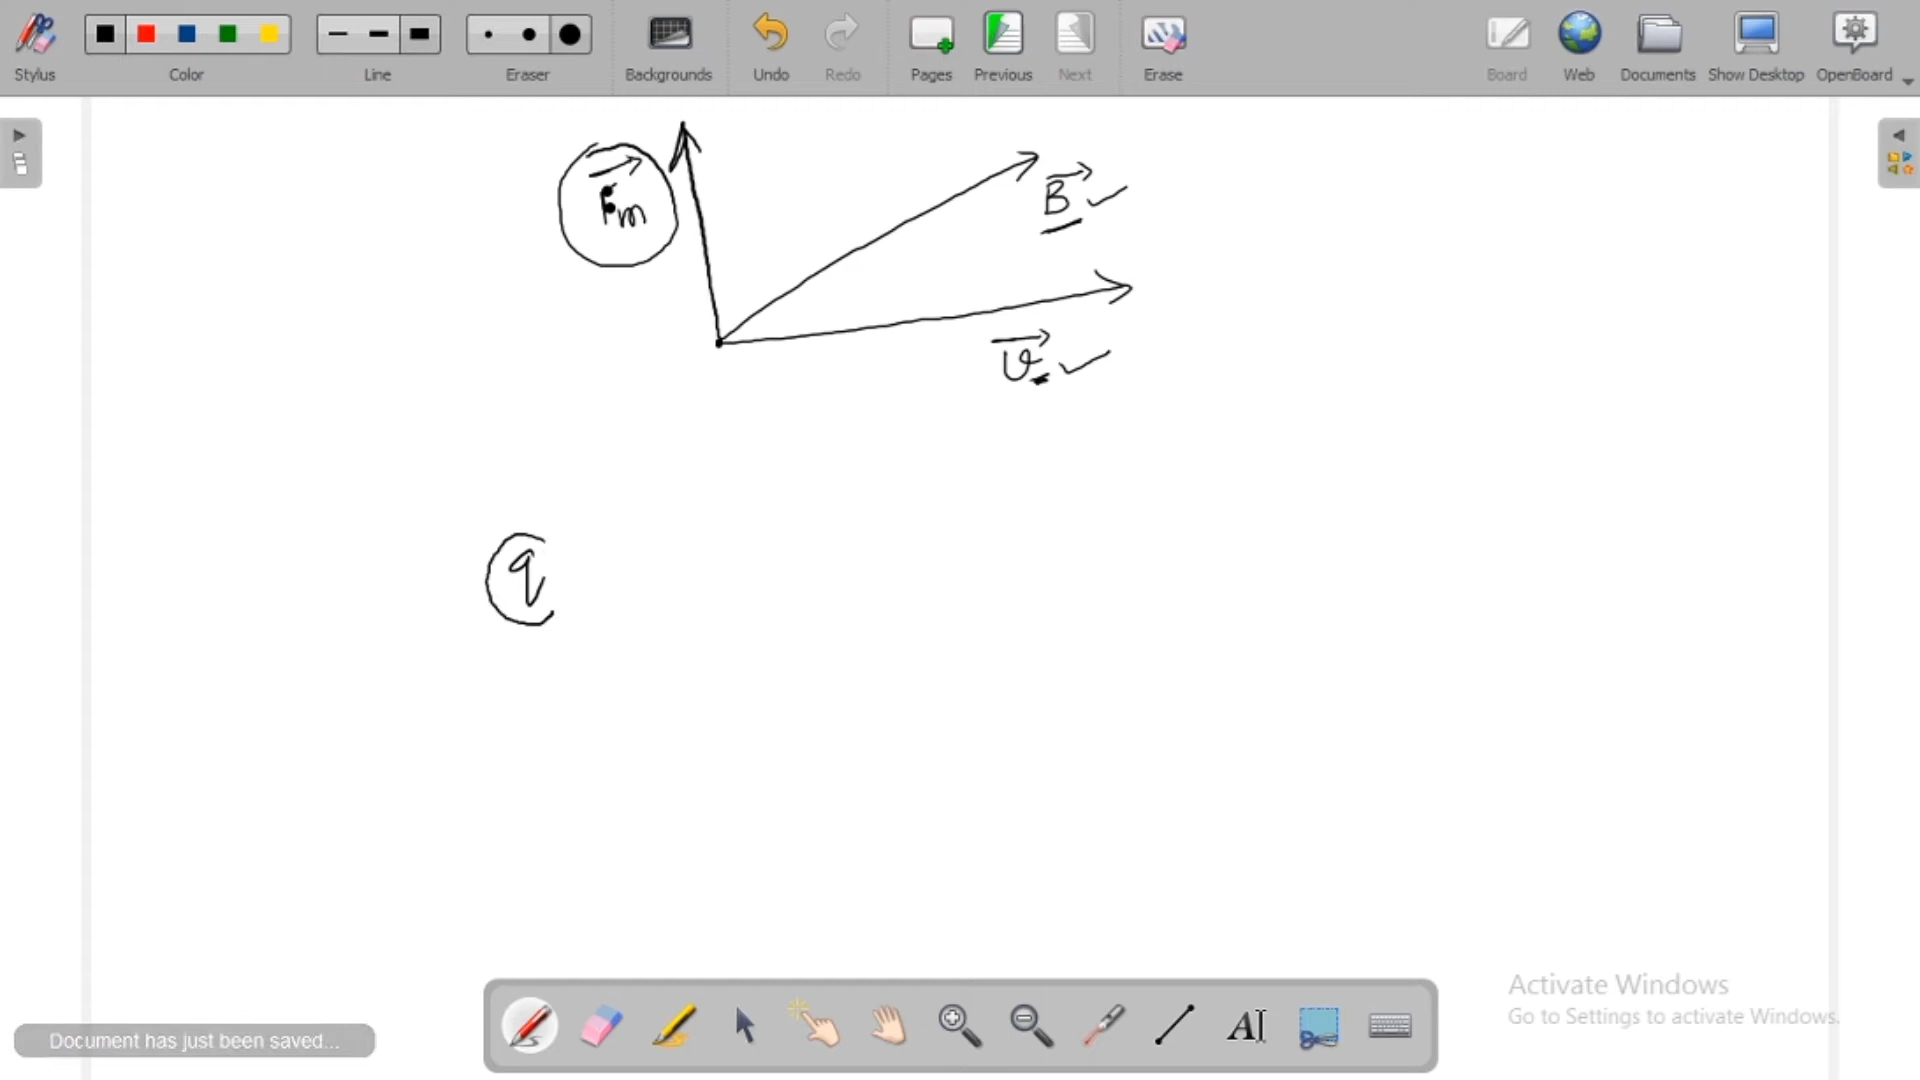 Stylus
Color
Line
Eraser
Backgrounds
Undo
Redo
Pages
Previous
Next
Erase
Board
Web
Documents
Show Desktop
OpenBoard
F⃗m
B⃗ ✓
v⃗ ✓
q
Activate Windows
Go to Settings to activate Windows.
Document has just been saved...
A